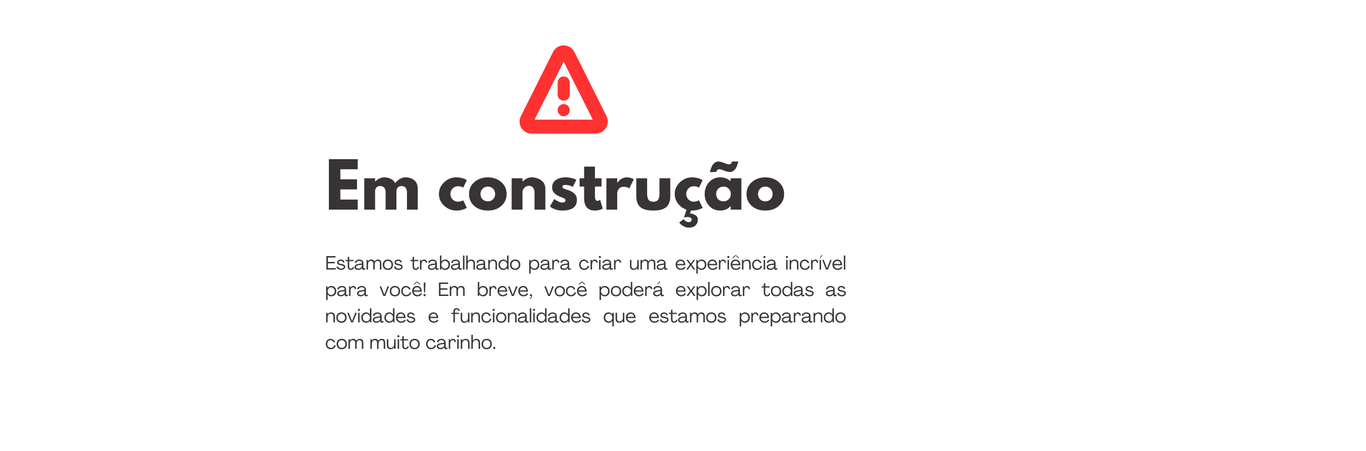 Em construção
Estamos trabalhando para criar uma experiência incrível
para você! Em breve, você poderá explorar todas as
novidades e funcionalidades que estamos preparando
com muito carinho.